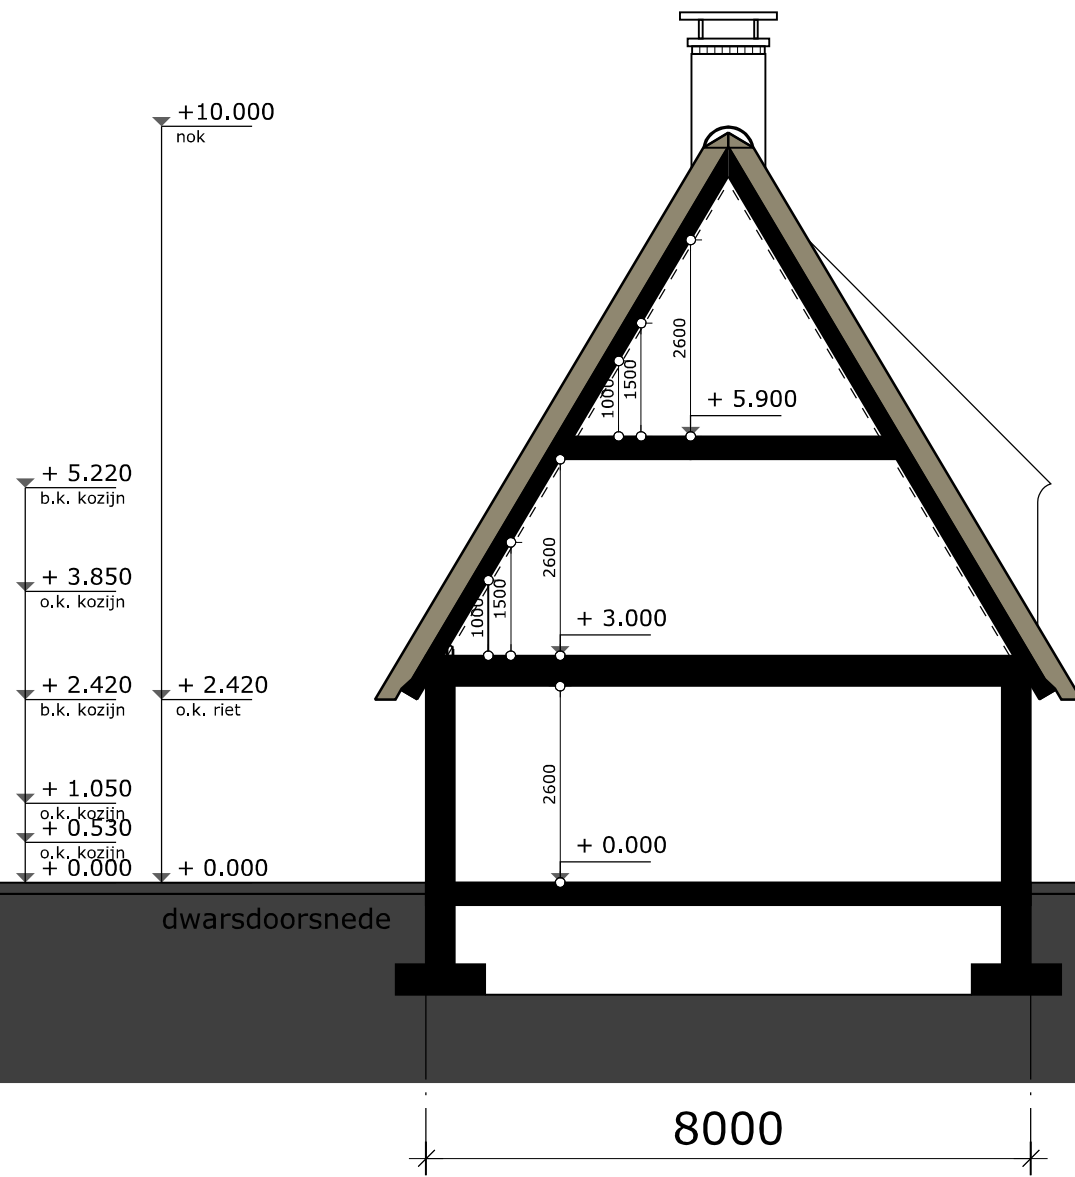 +10.000
nok
2600
1500
1000
+ 5.900
+ 5.220
b.k. kozijn
2600
1500
1000
+ 3.850
o.k. kozijn
+ 3.000
+ 2.420
b.k. kozijn
+ 2.420
o.k. riet
2600
+ 1.050
o.k. kozijn
+ 0.530
o.k. kozijn
+ 0.000
+ 0.000
+ 0.000
dwarsdoorsnede
8000